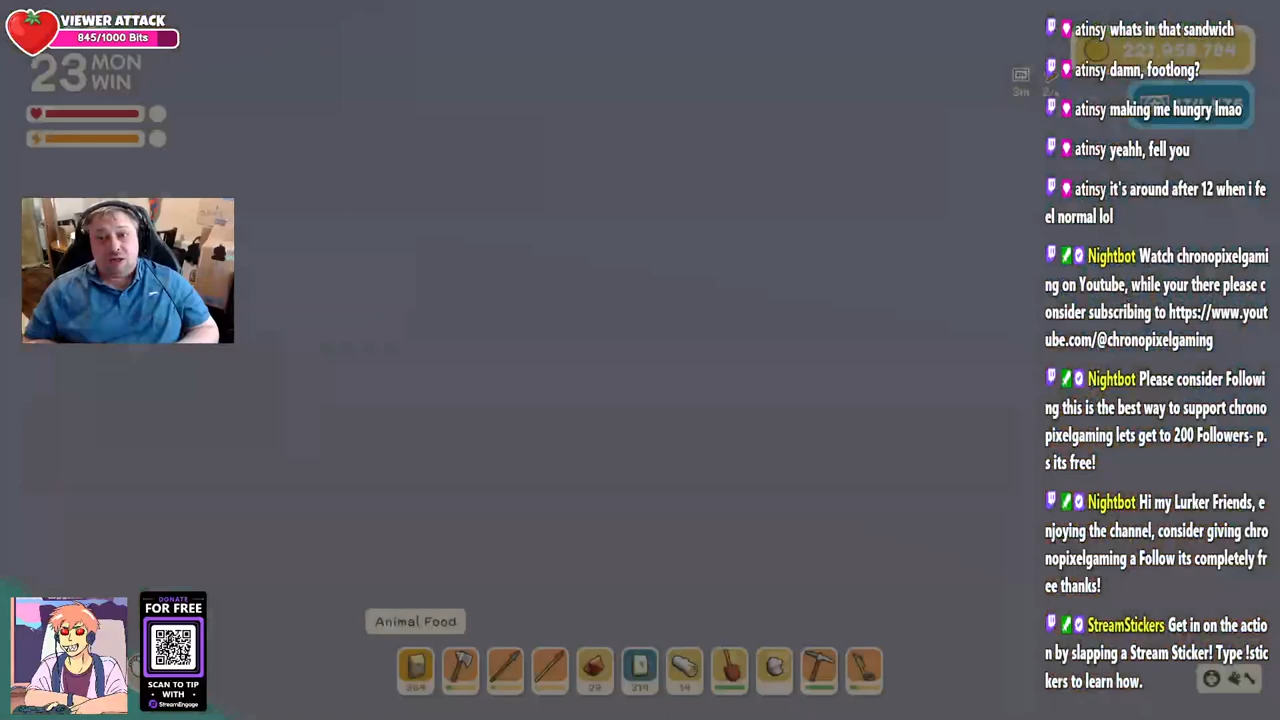 VIEWER ATTACK
845/1000 Bits
23 MON
WIN
3m
Animal Food
264
29
319
14
DONATE
FOR FREE
SCAN TO TIP
WITH
StreamEngage
atinsy whats in that sandwich
atinsy damn, footlong?
atinsy making me hungry lmao
atinsy yeahh, fell you
atinsy it's around after 12 when i fe
el normal lol
Nightbot Watch chronopixelgami
ng on Youtube, while your there please c
onsider subscribing to https://www.yout
ube.com/@chronopixelgaming
Nightbot Please consider Followi
ng this is the best way to support chrono
pixelgaming lets get to 200 Followers- p.
s its free!
Nightbot Hi my Lurker Friends, e
njoying the channel, consider giving chro
nopixelgaming a Follow its completely fr
ee thanks!
StreamStickers Get in on the actio
n by slapping a Stream Sticker! Type !stic
kers to learn how.